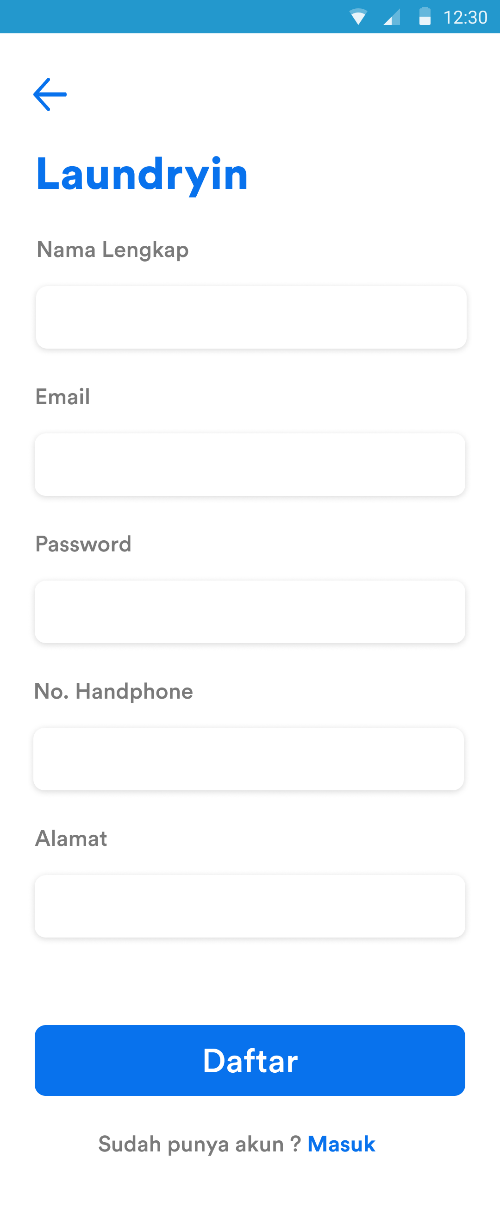 12:30
Laundryin
Nama Lengkap
Email
Password
No. Handphone
Alamat
Daftar
Sudah punya akun ? Masuk